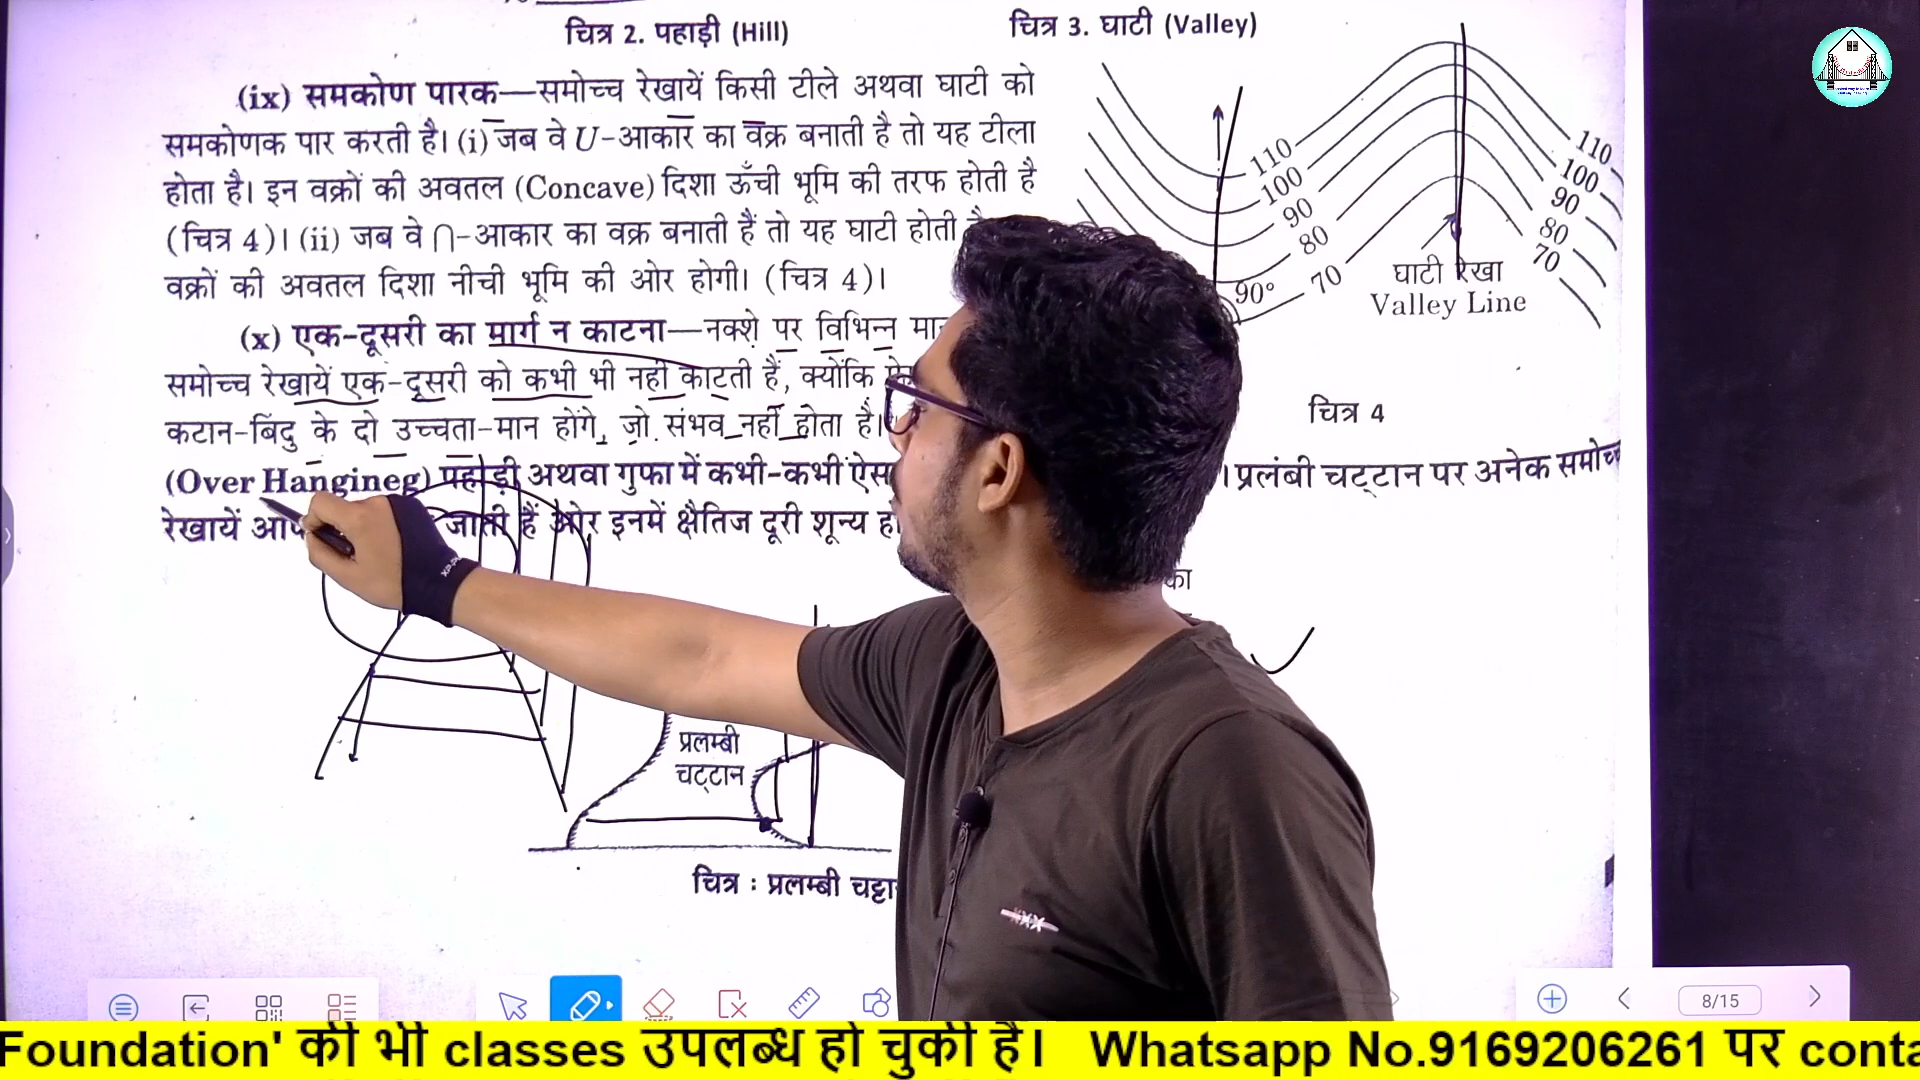 चित्र 2. पहाड़ी (Hill)
चित्र 3. घाटी (Valley)
(ix) समकोण पारक—समोच्च रेखायें किसी टीले अथवा घाटी को
समकोणक पार करती है। (i) जब वे U-आकार का वक्र बनाती है तो यह टीला
होता है। इन वक्रों की अवतल (Concave) दिशा ऊँची भूमि की तरफ होती है
(चित्र 4)। (ii) जब वे ∩-आकार का वक्र बनाती हैं तो यह घाटी होती
वक्रों की अवतल दिशा नीची भूमि की ओर होगी। (चित्र 4)।
(x) एक-दूसरी का मार्ग न काटना—नक्शे पर विभिन्न
समोच्च रेखायें एक-दूसरी को कभी भी नहीं काटती हैं, क्योंकि
कटान-बिंदु के दो उच्चता-मान होंगे, जो संभव नहीं होता है।
(Over Hangineg) पहाड़ी अथवा गुफा में कभी-कभी । प्रलंबी चट्टान पर अनेक समोच्च
रेखायें जाती हैं और इनमें क्षैतिज दूरी शून्य
110
100
90
80
70
90°
110
100
90
80
70
घाटी रेखा
Valley Line
चित्र 4
का
प्रलम्बी
चट्टान
चित्र : प्रलम्बी
8/15
Foundation' की भी classes उपलब्ध हो चुकी है। Whatsapp No.9169206261 पर